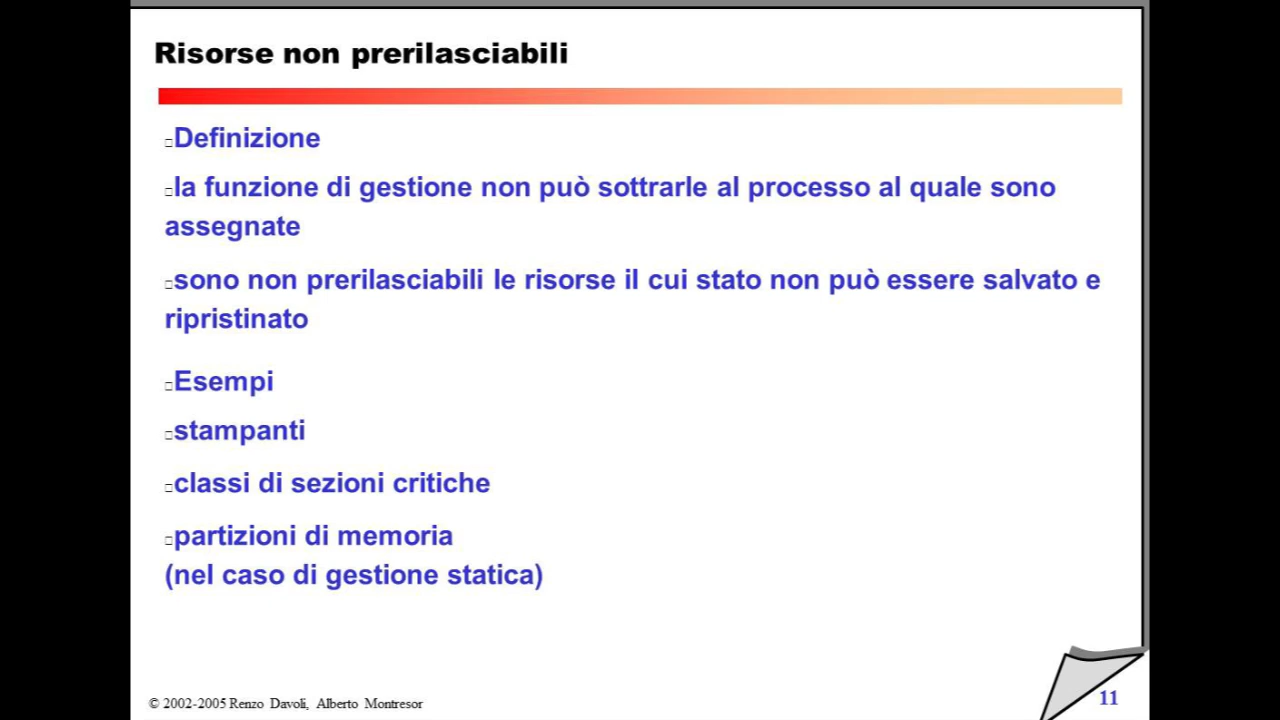 Risorse non prerilasciabili
Definizione
la funzione di gestione non può sottrarle al processo al quale sono
assegnate
sono non prerilasciabili le risorse il cui stato non può essere salvato e
ripristinato
Esempi
stampanti
classi di sezioni critiche
partizioni di memoria
(nel caso di gestione statica)
© 2002-2005 Renzo Davoli, Alberto Montresor
11